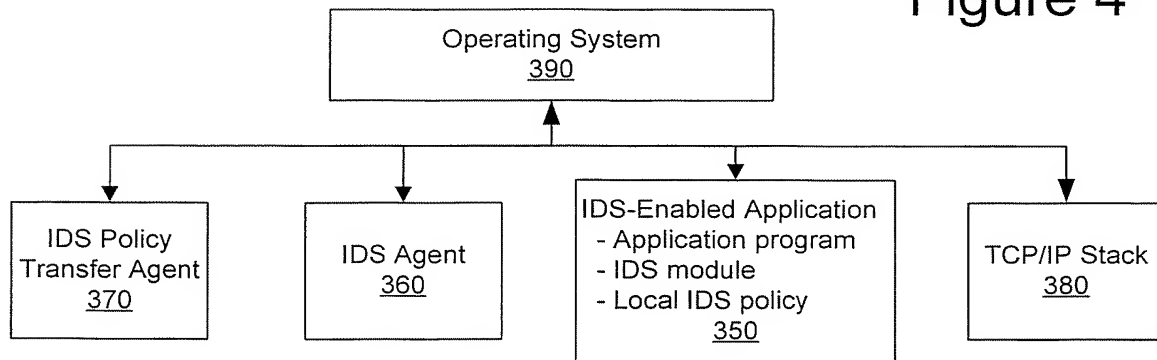 Figure 4
Operating System
390
IDS Policy
Transfer Agent
370
IDS Agent
360
IDS-Enabled Application
- Application program
- IDS module
- Local IDS policy
350
TCP/IP Stack
380